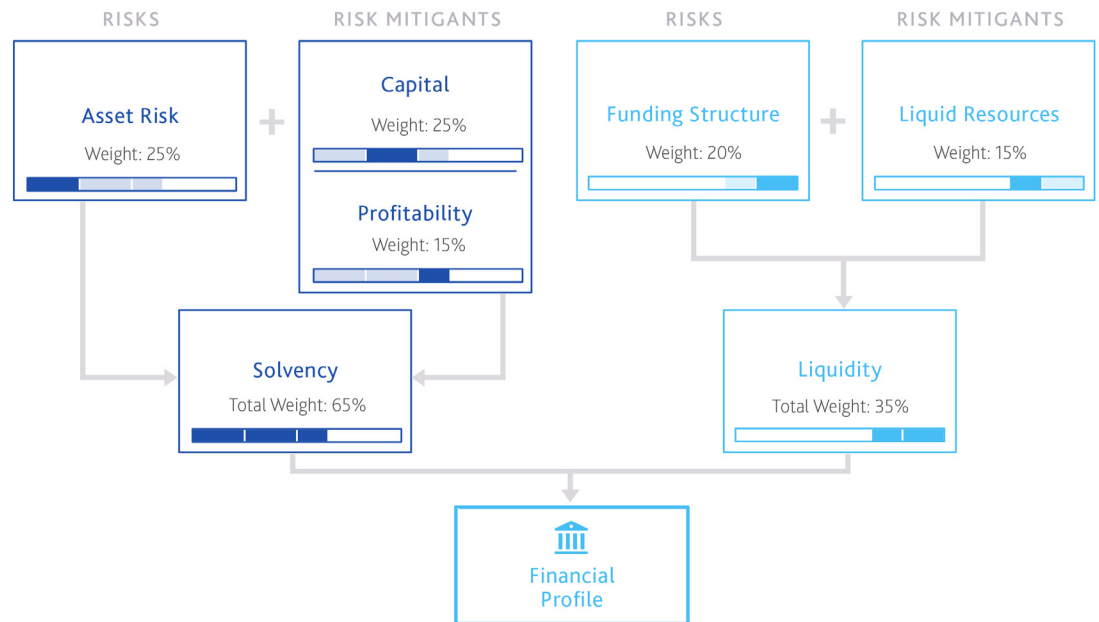 RISKS
RISK MITIGANTS
RISKS
RISK MITIGANTS
Asset Risk
Weight: 25%
Capital
Weight: 25%
Profitability
Weight: 15%
Funding Structure
Weight: 20%
Liquid Resources
Weight: 15%
Solvency
Total Weight: 65%
Liquidity
Total Weight: 35%
Financial
Profile